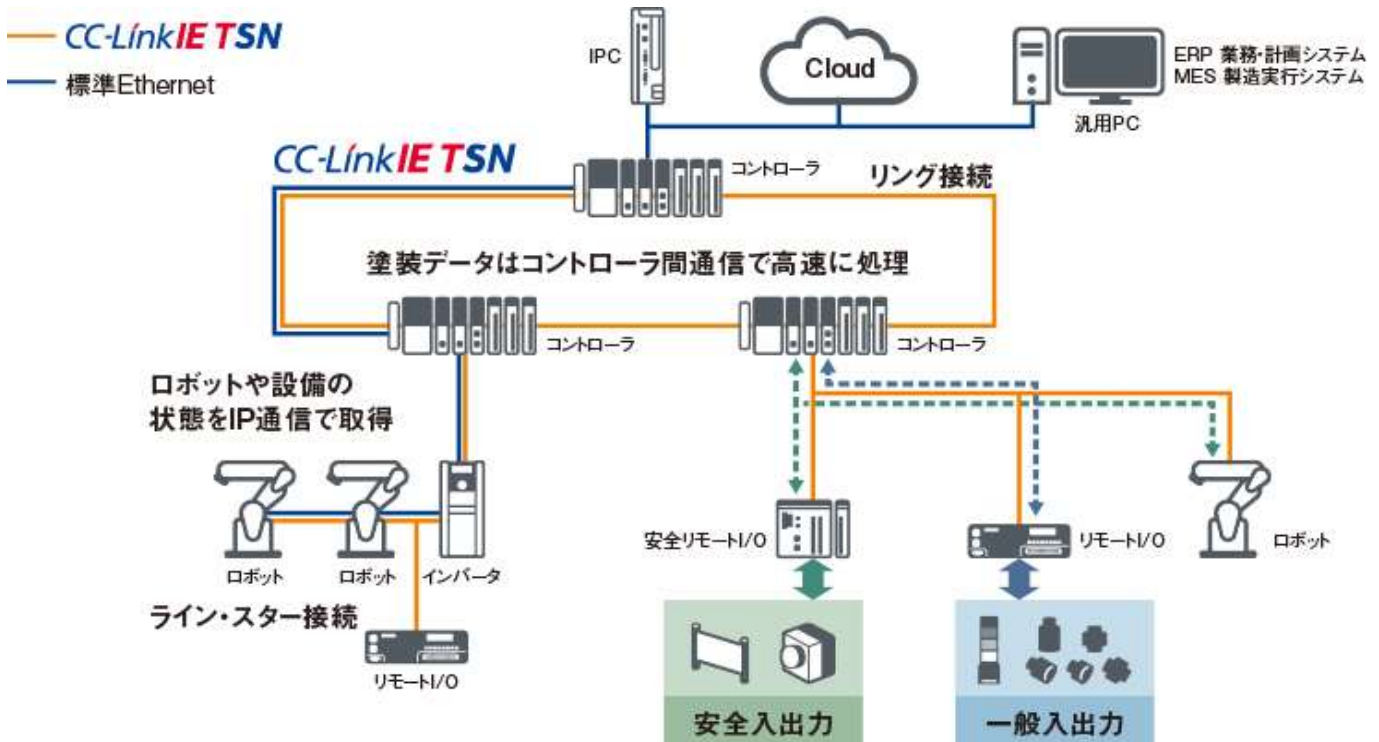 CC-Link IE TSN
標準Ethernet
IPC
Cloud
ERP 業務・計画システム
MES 製造実行システム
汎用PC
CC-Link IE TSN
コントローラ
リング接続
塗装データはコントローラ間通信で高速に処理
コントローラ
コントローラ
ロボットや設備の
状態をIP通信で取得
ロボット
ロボット
インバータ
安全リモートI/O
リモートI/O
ロボット
ライン・スター接続
リモートI/O
安全入出力
一般入出力